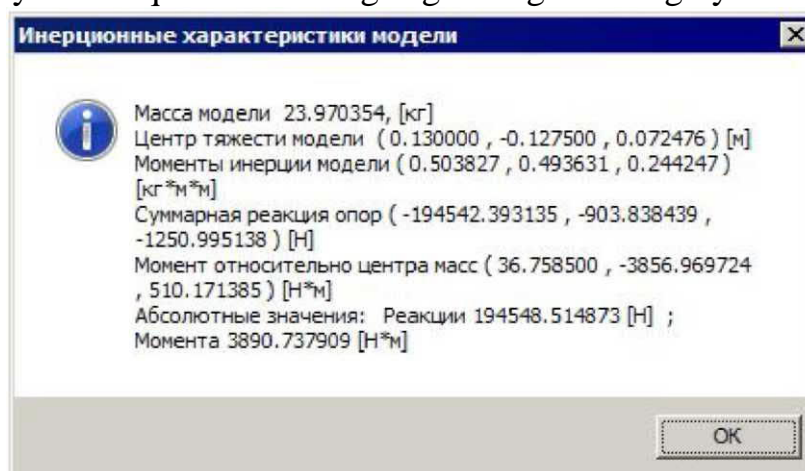 Инерционные характеристики модели
Масса модели 23.970354, [кг]
Центр тяжести модели ( 0.130000 , -0.127500 , 0.072476 ) [м]
Моменты инерции модели ( 0.503827 , 0.493631 , 0.244247 )
[кг*м*м]
Суммарная реакция опор ( -194542.393135 , -903.838439 ,
-1250.995138 ) [Н]
Момент относительно центра масс ( 36.758500 , -3856.969724
, 510.171385 ) [Н*м]
Абсолютные значения: Реакции 194548.514873 [Н] ;
Момента 3890.737909 [Н*м]
OK